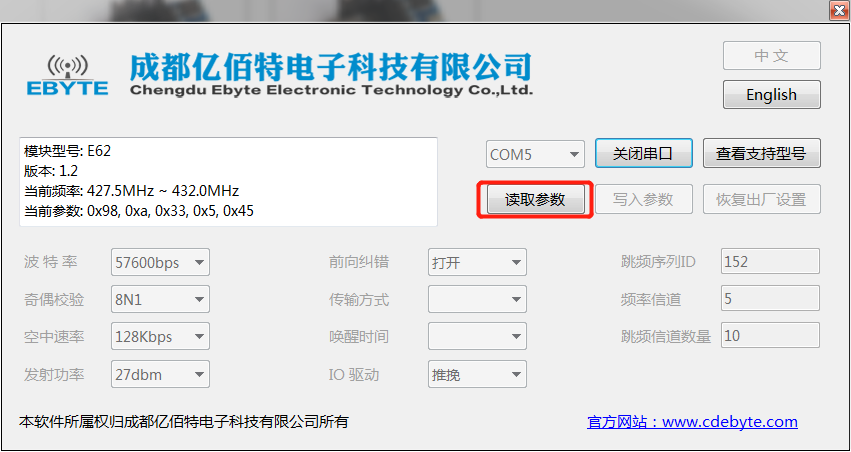 中 文
EBYTE 成都亿佰特电子科技有限公司
Chengdu Ebyte Electronic Technology Co.,Ltd.
English
模块型号: E62
版本: 1.2
当前频率: 427.5MHz ~ 432.0MHz
当前参数: 0x98, 0xa, 0x33, 0x5, 0x45
COM5 关闭串口 查看支持型号
读取参数 写入参数 恢复出厂设置
波 特 率 57600bps 前向纠错 打开 跳频序列ID 152
奇偶校验 8N1 传输方式 频率信道 5
空中速率 128Kbps 唤醒时间 跳频信道数量 10
发射功率 27dbm IO 驱动 推挽
本软件所属权归成都亿佰特电子科技有限公司所有 官方网站：www.cdebyte.com